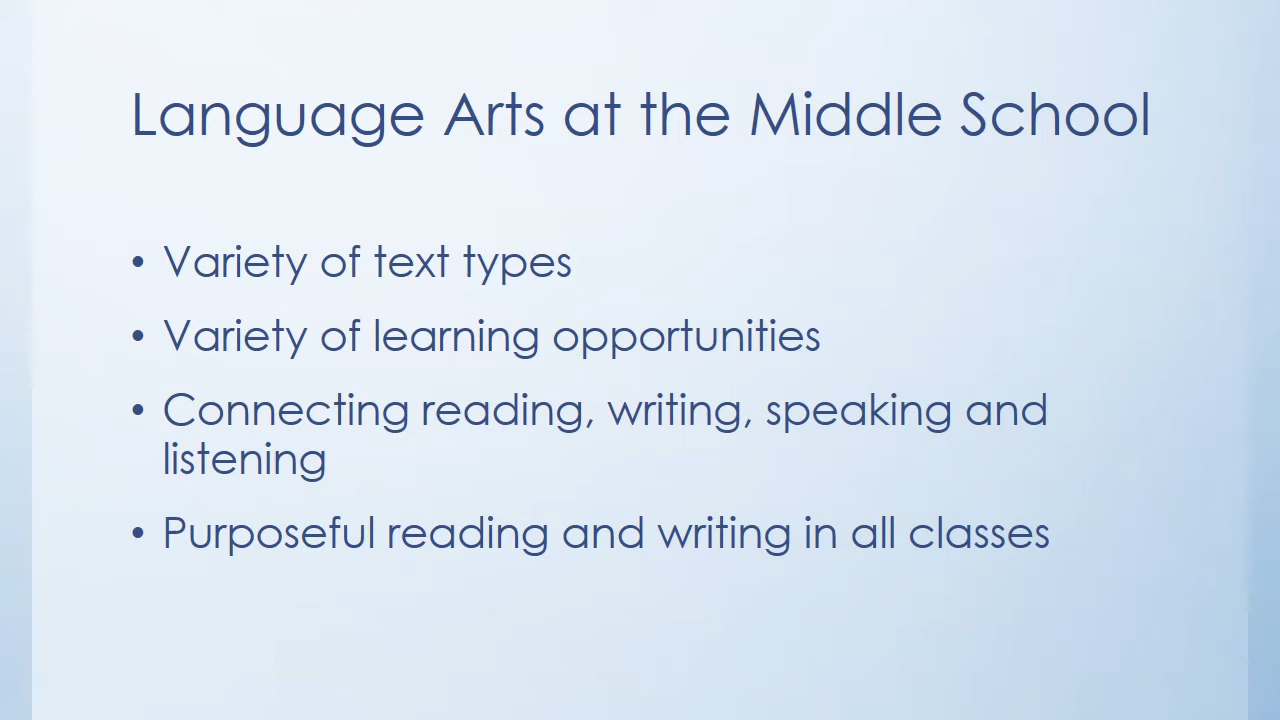 Language Arts at the Middle School
• Variety of text types
• Variety of learning opportunities
• Connecting reading, writing, speaking and
listening
• Purposeful reading and writing in all classes